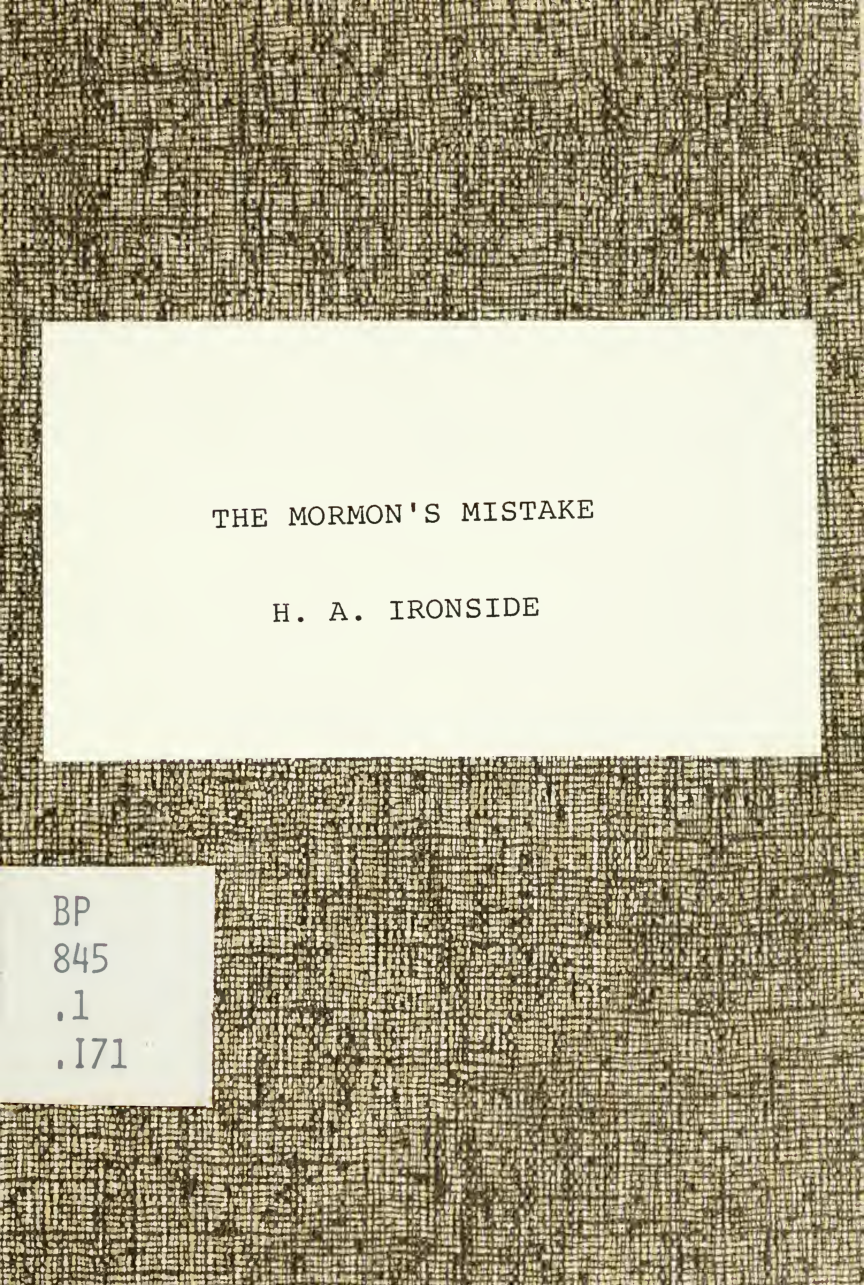 THE MORMON'S MISTAKE
H. A. IRONSIDE
BP
845
.1
.I71